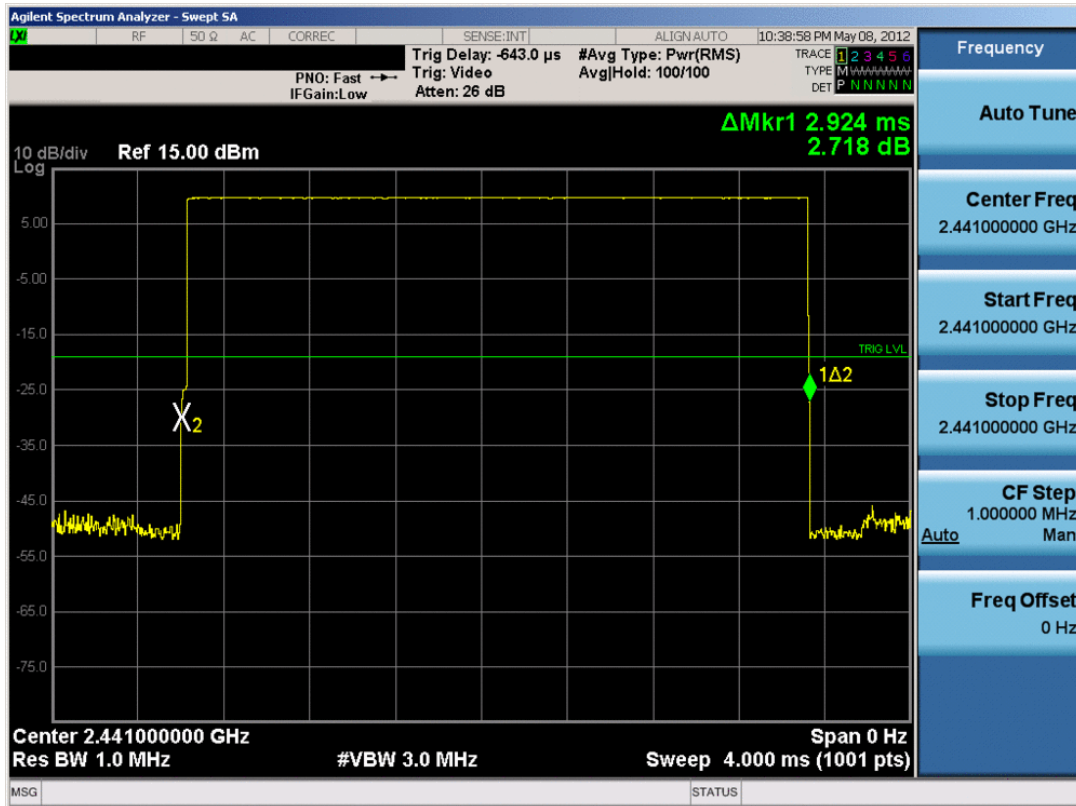 Agilent Spectrum Analyzer - Swept SA
LXI RF 50 Ω AC CORREC SENSE:INT ALIGNAUTO 10:38:58 PM May 08, 2012
Trig Delay: -643.0 µs #Avg Type: Pwr(RMS) TRACE 1 2 3 4 5 6
PNO: Fast Trig: Video Avg|Hold: 100/100 TYPE M WWWWW
IFGain:Low Atten: 26 dB DET P N N N N N
ΔMkr1 2.924 ms
2.718 dB
10 dB/div Ref 15.00 dBm
Log
5.00
-5.00
-15.0
TRIG LVL
-25.0
1Δ2
X2
-35.0
-45.0
-55.0
-65.0
-75.0
Center 2.441000000 GHz Span 0 Hz
Res BW 1.0 MHz #VBW 3.0 MHz Sweep 4.000 ms (1001 pts)
MSG STATUS
Frequency
Auto Tune
Center Freq
2.441000000 GHz
Start Freq
2.441000000 GHz
Stop Freq
2.441000000 GHz
CF Step
1.000000 MHz
Auto Man
Freq Offset
0 Hz